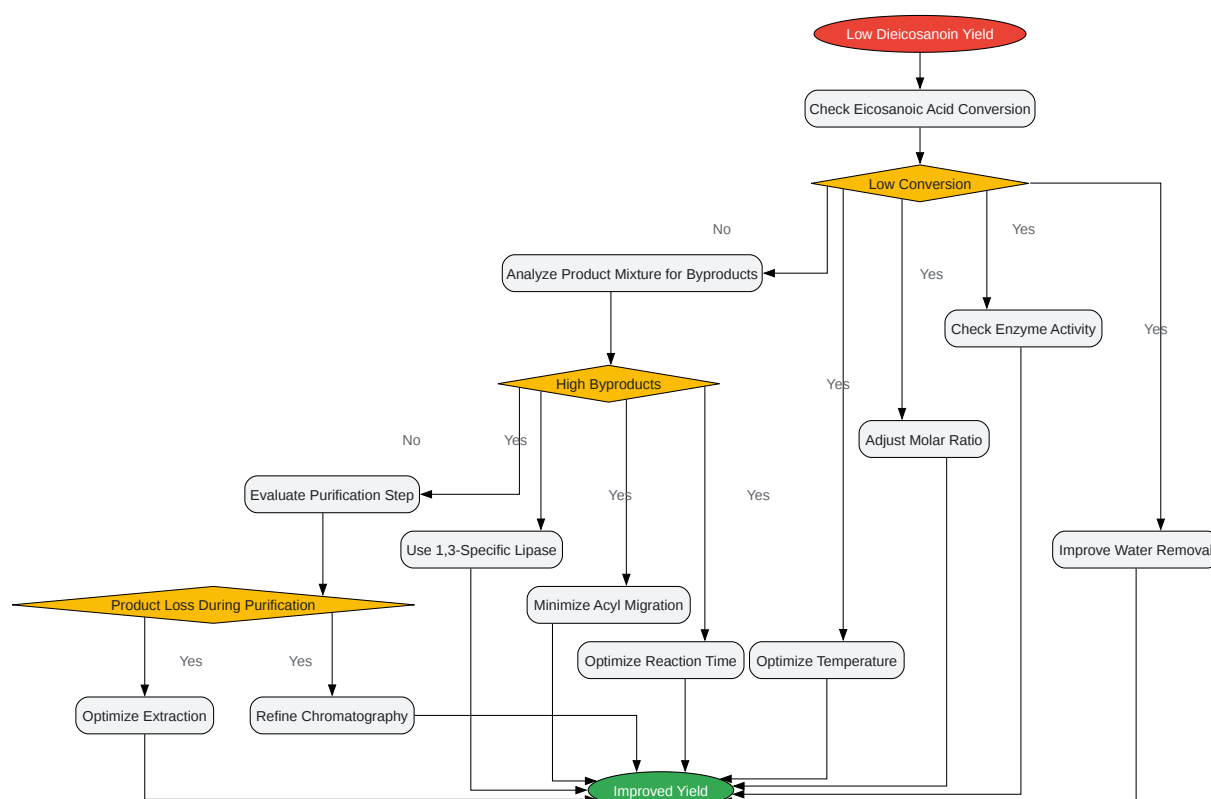 Low Dieicosanoin Yield
Check Eicosanoic Acid Conversion
Low Conversion
No
Yes
Analyze Product Mixture for Byproducts
Yes
Check Enzyme Activity
Yes
High Byproducts
Yes
No
Yes
Adjust Molar Ratio
Evaluate Purification Step
Yes
Yes
Use 1,3-Specific Lipase
Improve Water Removal
Product Loss During Purification
Minimize Acyl Migration
Yes
Yes
Optimize Reaction Time
Optimize Temperature
Optimize Extraction
Refine Chromatography
Improved Yield